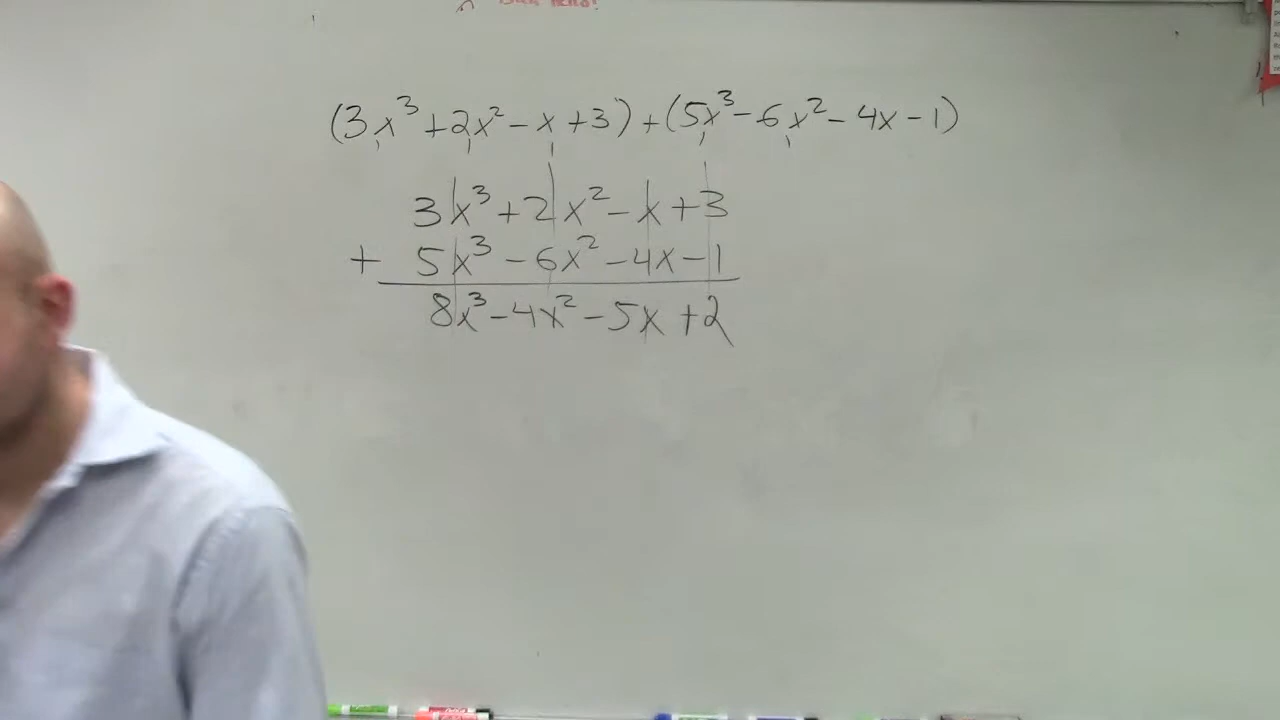 (3x³+2x²-x+3)+(5x³-6x²-4x-1)
3x³+2x²-x+3
+ 5x³-6x²-4x-1
8x³-4x²-5x+2